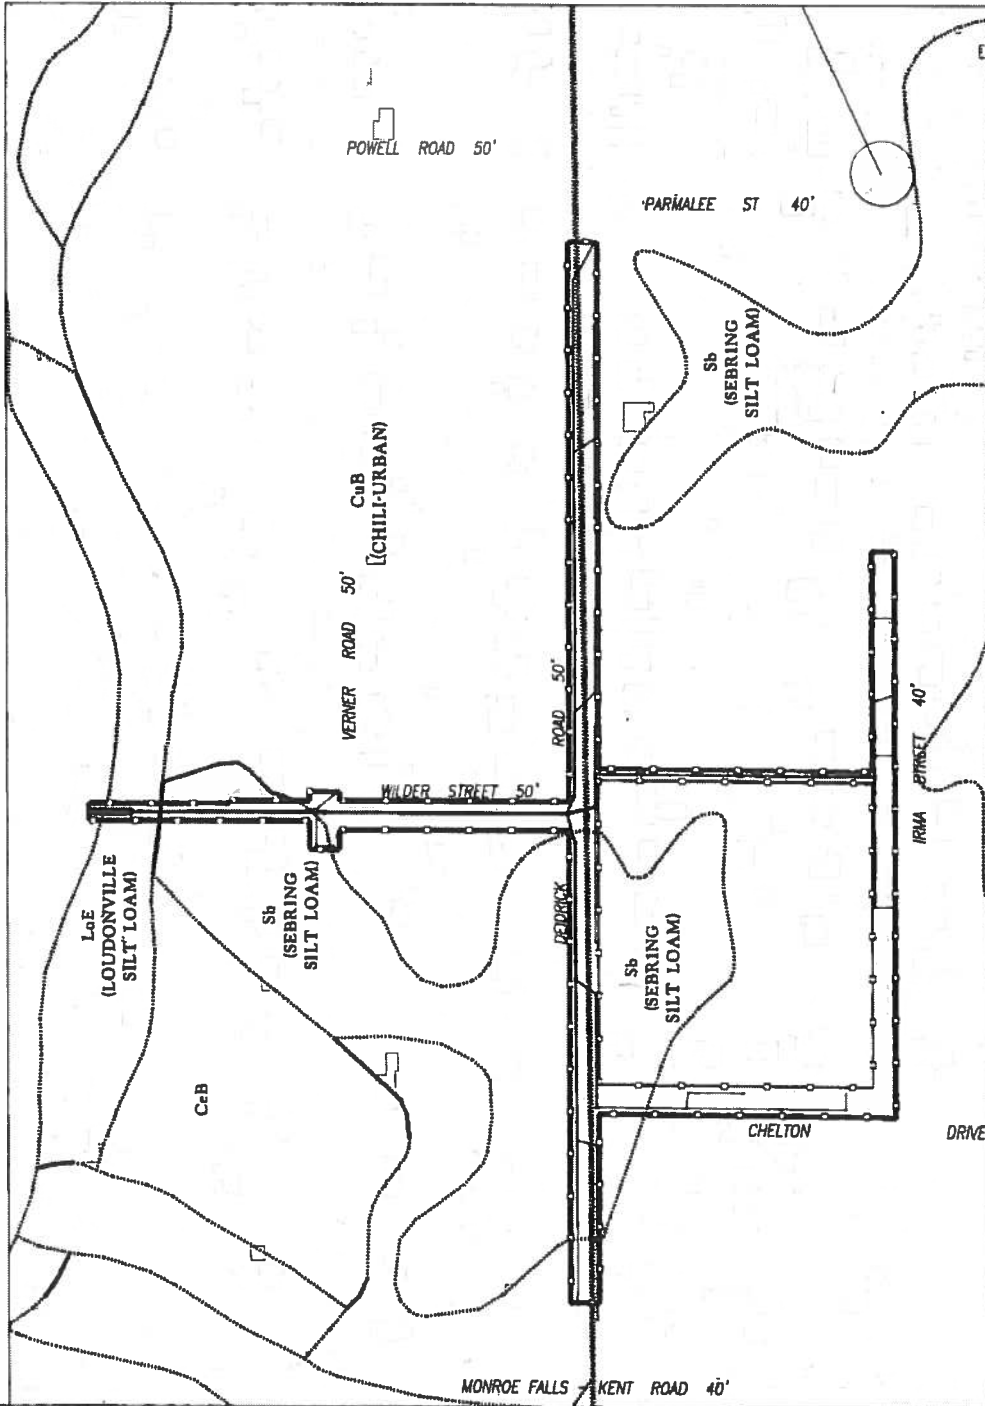 POWELL ROAD 50'
PARMALEE ST 40'
Sb
(SEBRING
SILT LOAM)
CuB
(CHILI-URBAN)
VERNER ROAD 50'
DEIDRICK ROAD 50'
IRMA STREET 40'
WILDER STREET 50'
LoE
(LOUDONVILLE
SILT LOAM)
Sb
(SEBRING
SILT LOAM)
Sb
(SEBRING
SILT LOAM)
CeB
CHELTON DRIVE
MONROE FALLS - KENT ROAD 40'